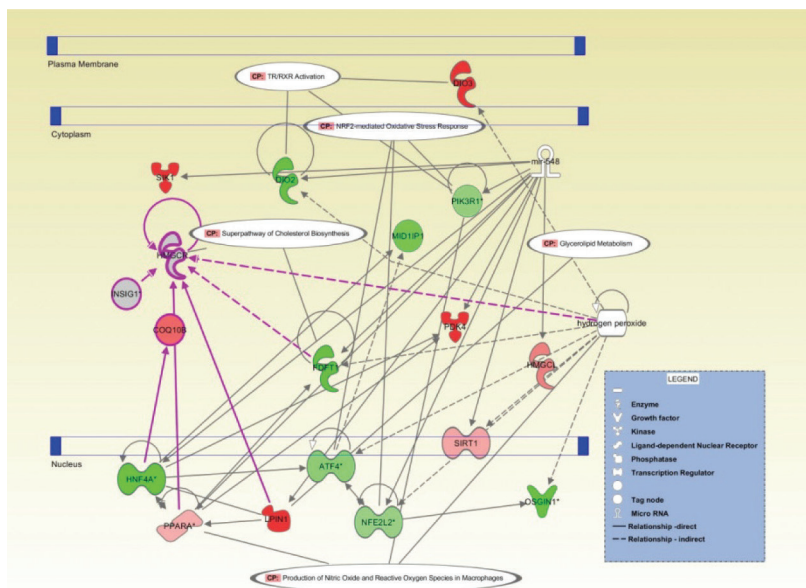 Plasma Membrane
CP: TR/RXR Activation
DIO3
Cytoplasm
CP: NRF2-mediated Oxidative Stress Response
mir-548
SIK1
DIO2
PIK3R1*
CP: Superpathway of Cholesterol Biosynthesis
MID1IP1
CP: Glycerolipid Metabolism
HMGCR
INSIG1*
COQ10B
PDK4
hydrogen peroxide
FDFT1
HMGCL
LEGEND
Enzyme
Growth factor
Kinase
Ligand-dependent Nuclear Receptor
Phosphatase
Transcription Regulator
Tag node
Micro RNA
Relationship -direct
Relationship - indirect
SIRT1
Nucleus
HNF4A*
ATF4*
OSGIN1*
PPARA*
LPIN1
NFE2L2*
CP: Production of Nitric Oxide and Reactive Oxygen Species in Macrophages